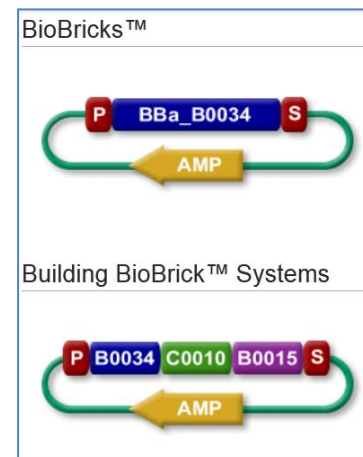 BioBricks™
P BBa_B0034 S
AMP
Building BioBrick™ Systems
P B0034 C0010 B0015 S
AMP